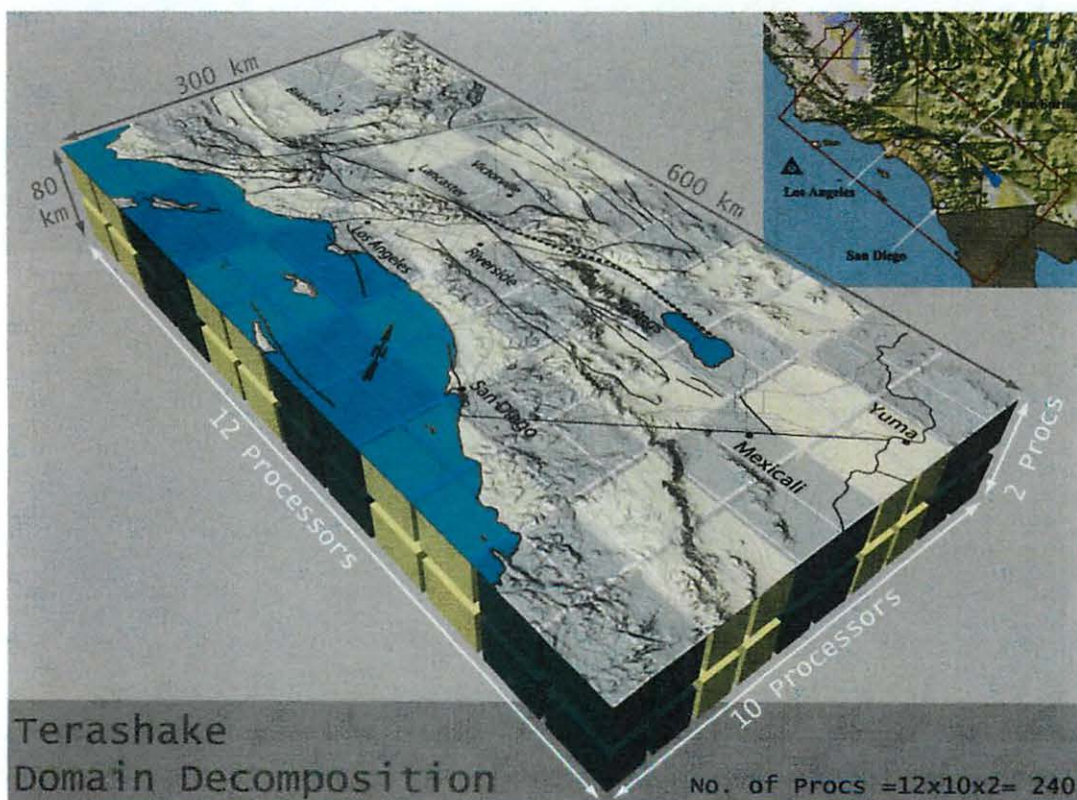 300 km
80
km
600 km
Lancaster
Victorville
Los Angeles
Riverside
San Diago
Mexicali
Yuma
Los Angeles
San Diego
12 processors
10 Processors
2 Procs
Terashake
Domain Decomposition
No. of Procs =12x10x2= 240